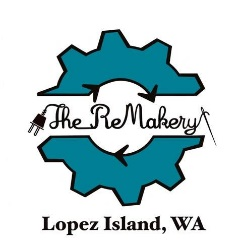 The ReMakery
Lopez Island, WA